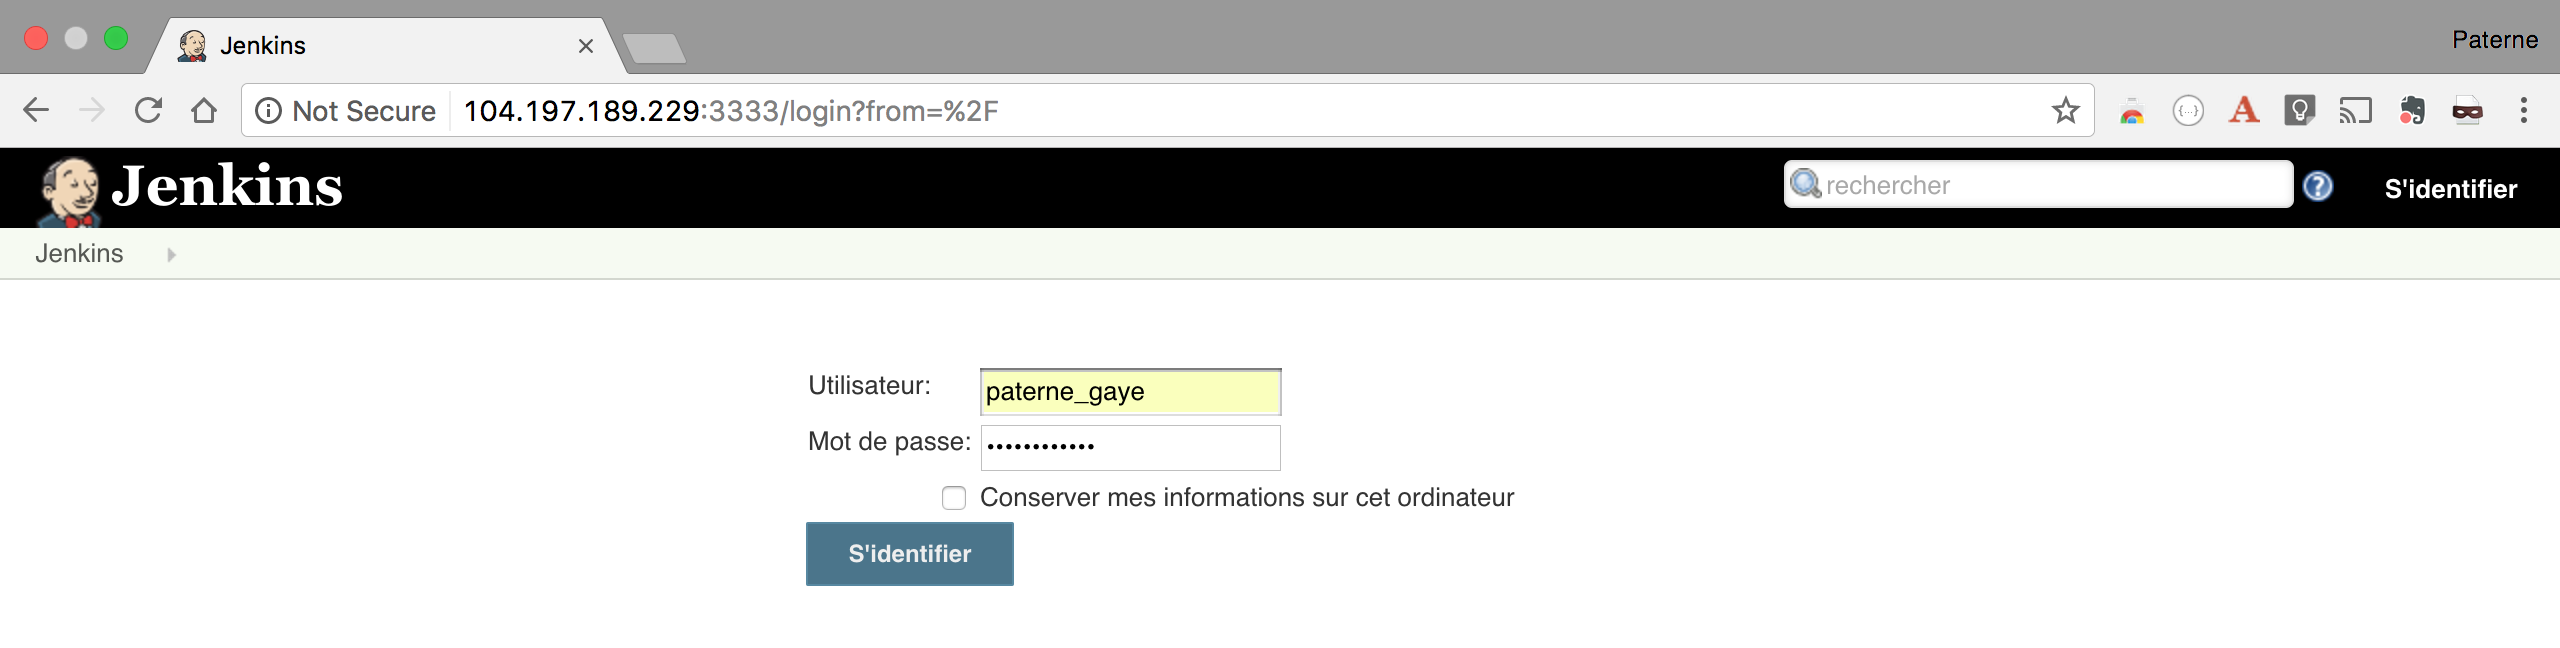 Jenkins
Paterne
Not Secure 104.197.189.229:3333/login?from=%2F
Jenkins
rechercher
S'identifier
Jenkins
Utilisateur: paterne_gaye
Mot de passe: ••••••••••••
Conserver mes informations sur cet ordinateur
S'identifier